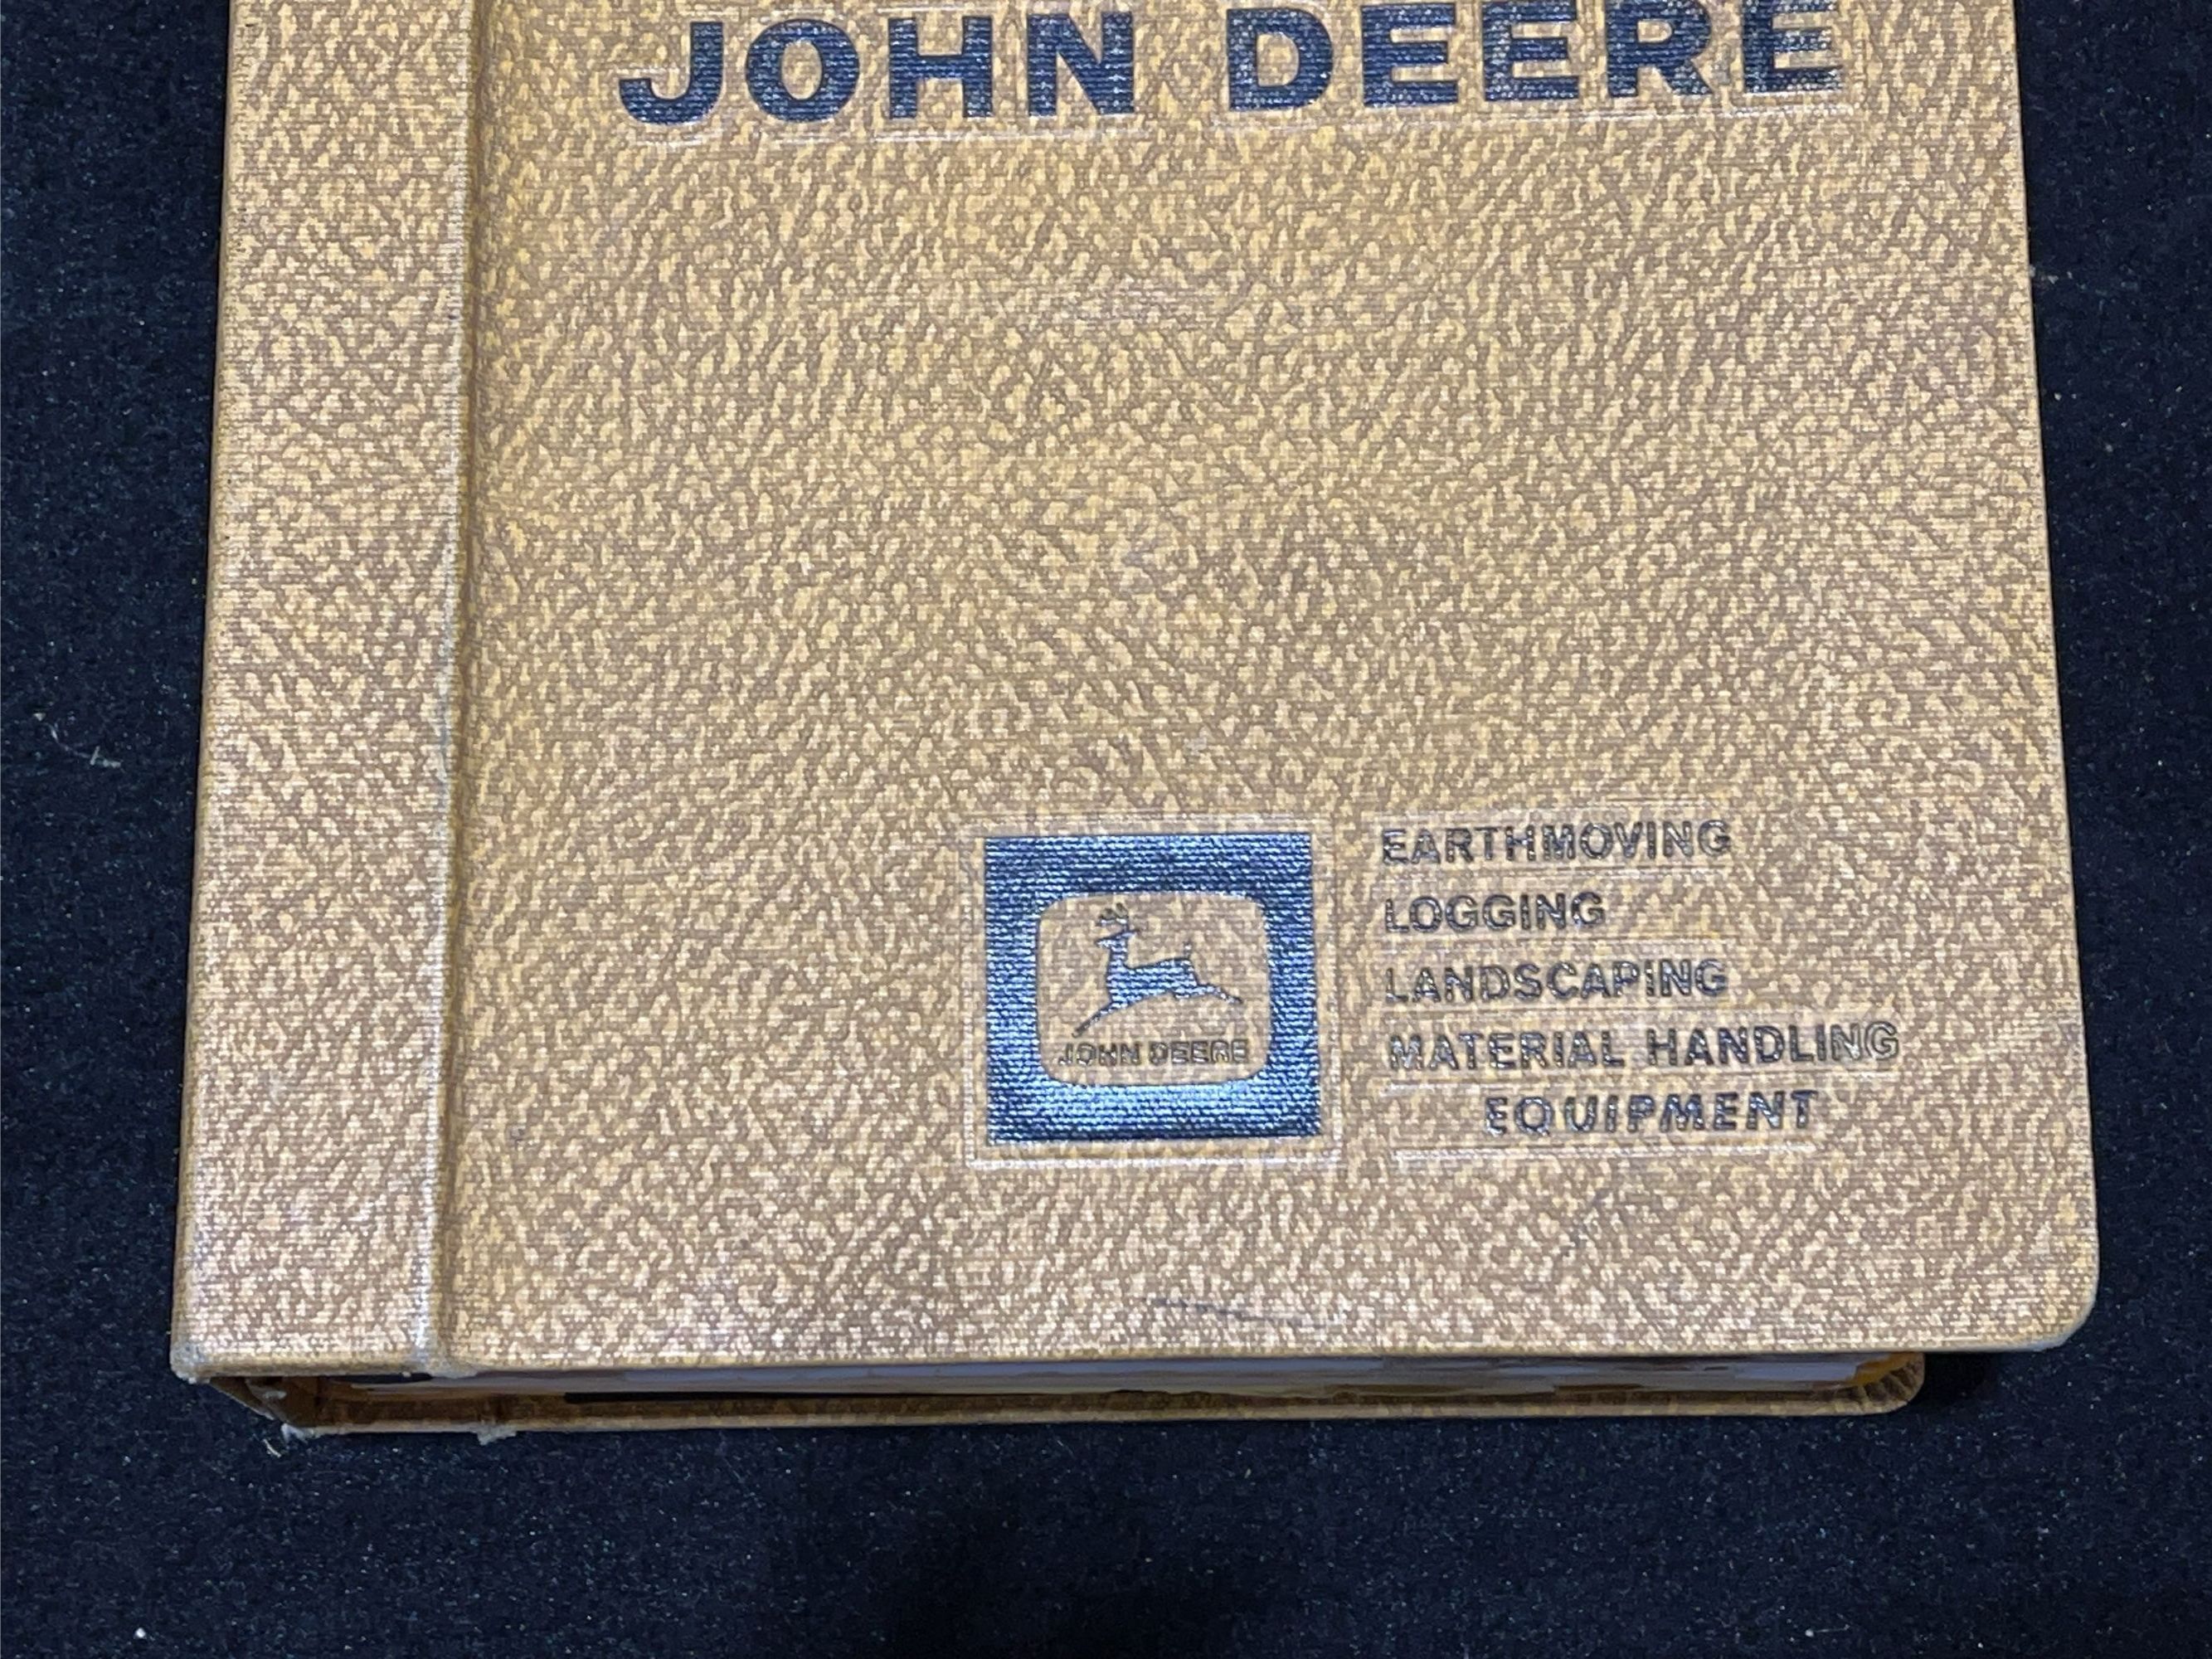 JOHN DEERE
JOHN DEERE
EARTHMOVING
LOGGING
LANDSCAPING
MATERIAL HANDLING
EQUIPMENT